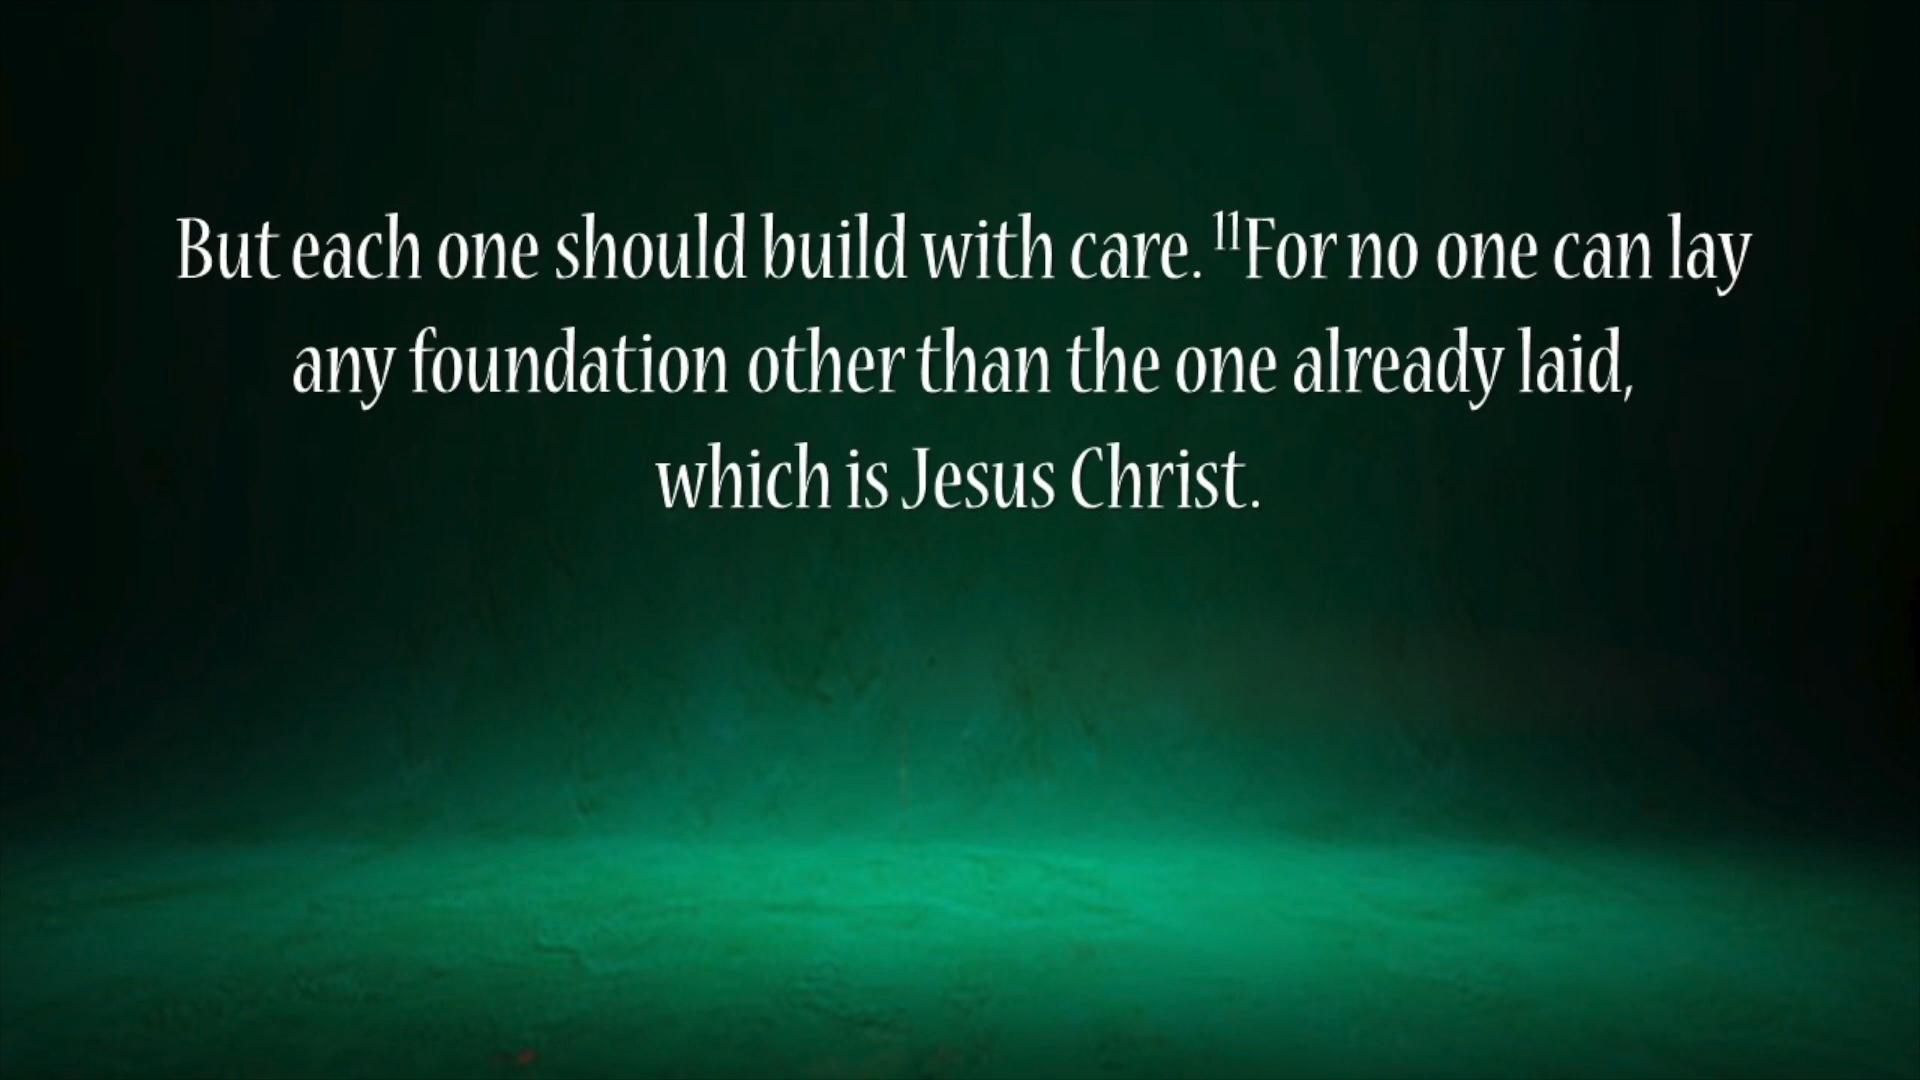 But each one should build with care. ¹¹For no one can lay
any foundation other than the one already laid,
which is Jesus Christ.